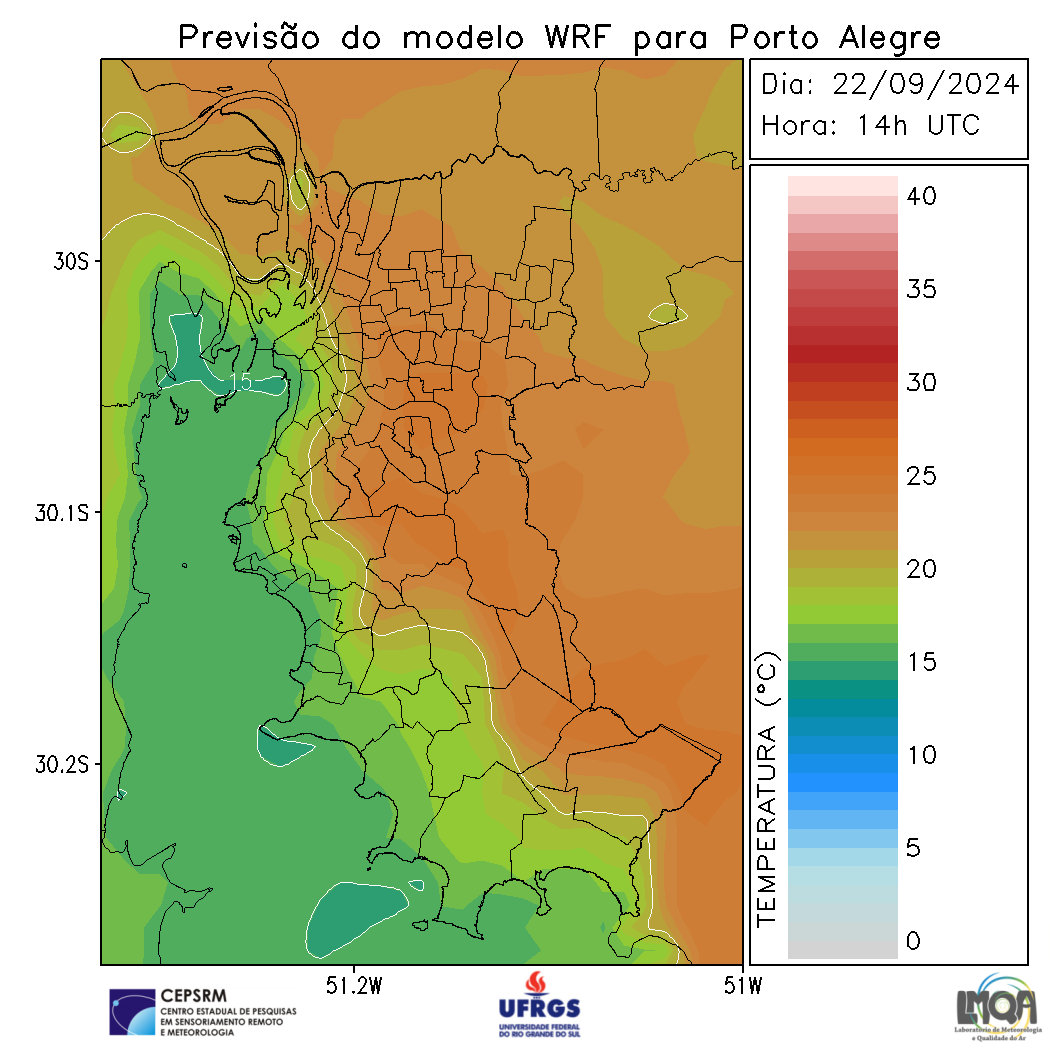 Previsão do modelo WRF para Porto Alegre
Dia: 22/09/2024
Hora: 14h UTC
40
35
30
25
20
15
10
5
0
TEMPERATURA (°C)
30S
30.1S
30.2S
15
51.2W
51W
CEPSRM
CENTRO ESTADUAL DE PESQUISAS
EM SENSORIAMENTO REMOTO
E METEOROLOGIA
UFRGS
UNIVERSIDADE FEDERAL
DO RIO GRANDE DO SUL
LMQA
Laboratório de Meteorologia
e Qualidade do Ar